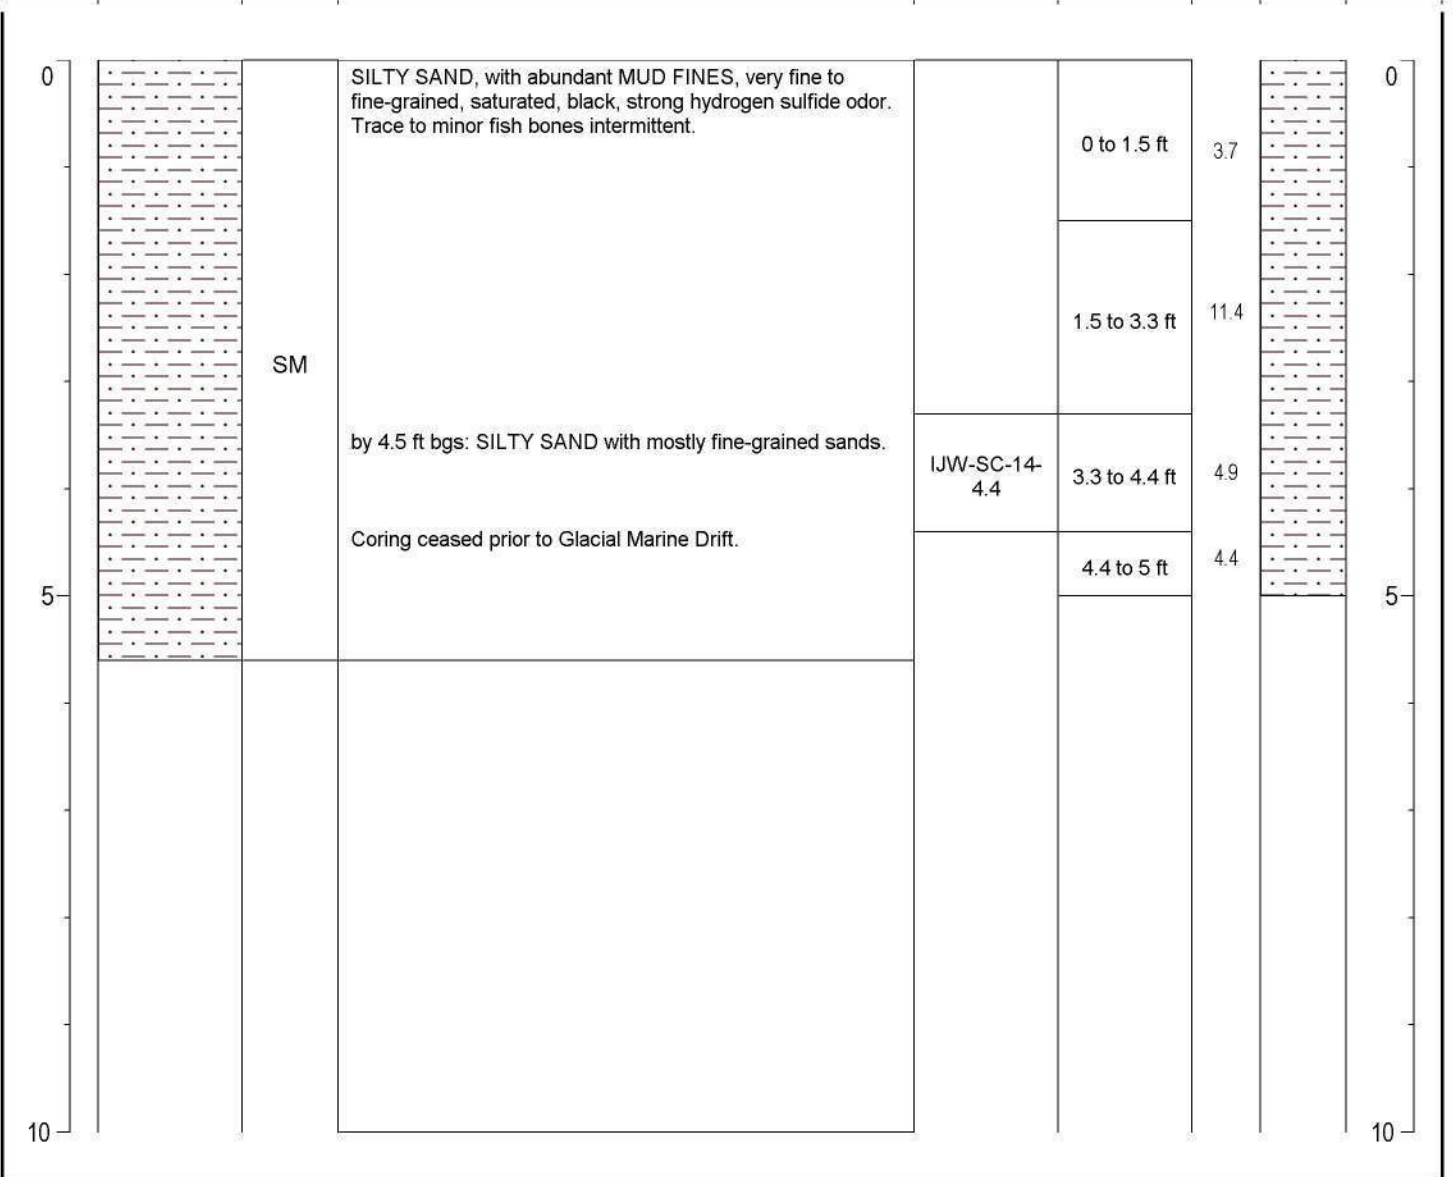 0
SILTY SAND, with abundant MUD FINES, very fine to
fine-grained, saturated, black, strong hydrogen sulfide odor.
Trace to minor fish bones intermittent.
0 to 1.5 ft
3.7
0
1.5 to 3.3 ft
11.4
SM
by 4.5 ft bgs: SILTY SAND with mostly fine-grained sands.
IJW-SC-14-
4.4
3.3 to 4.4 ft
4.9
Coring ceased prior to Glacial Marine Drift.
4.4 to 5 ft
4.4
5
5
10
10